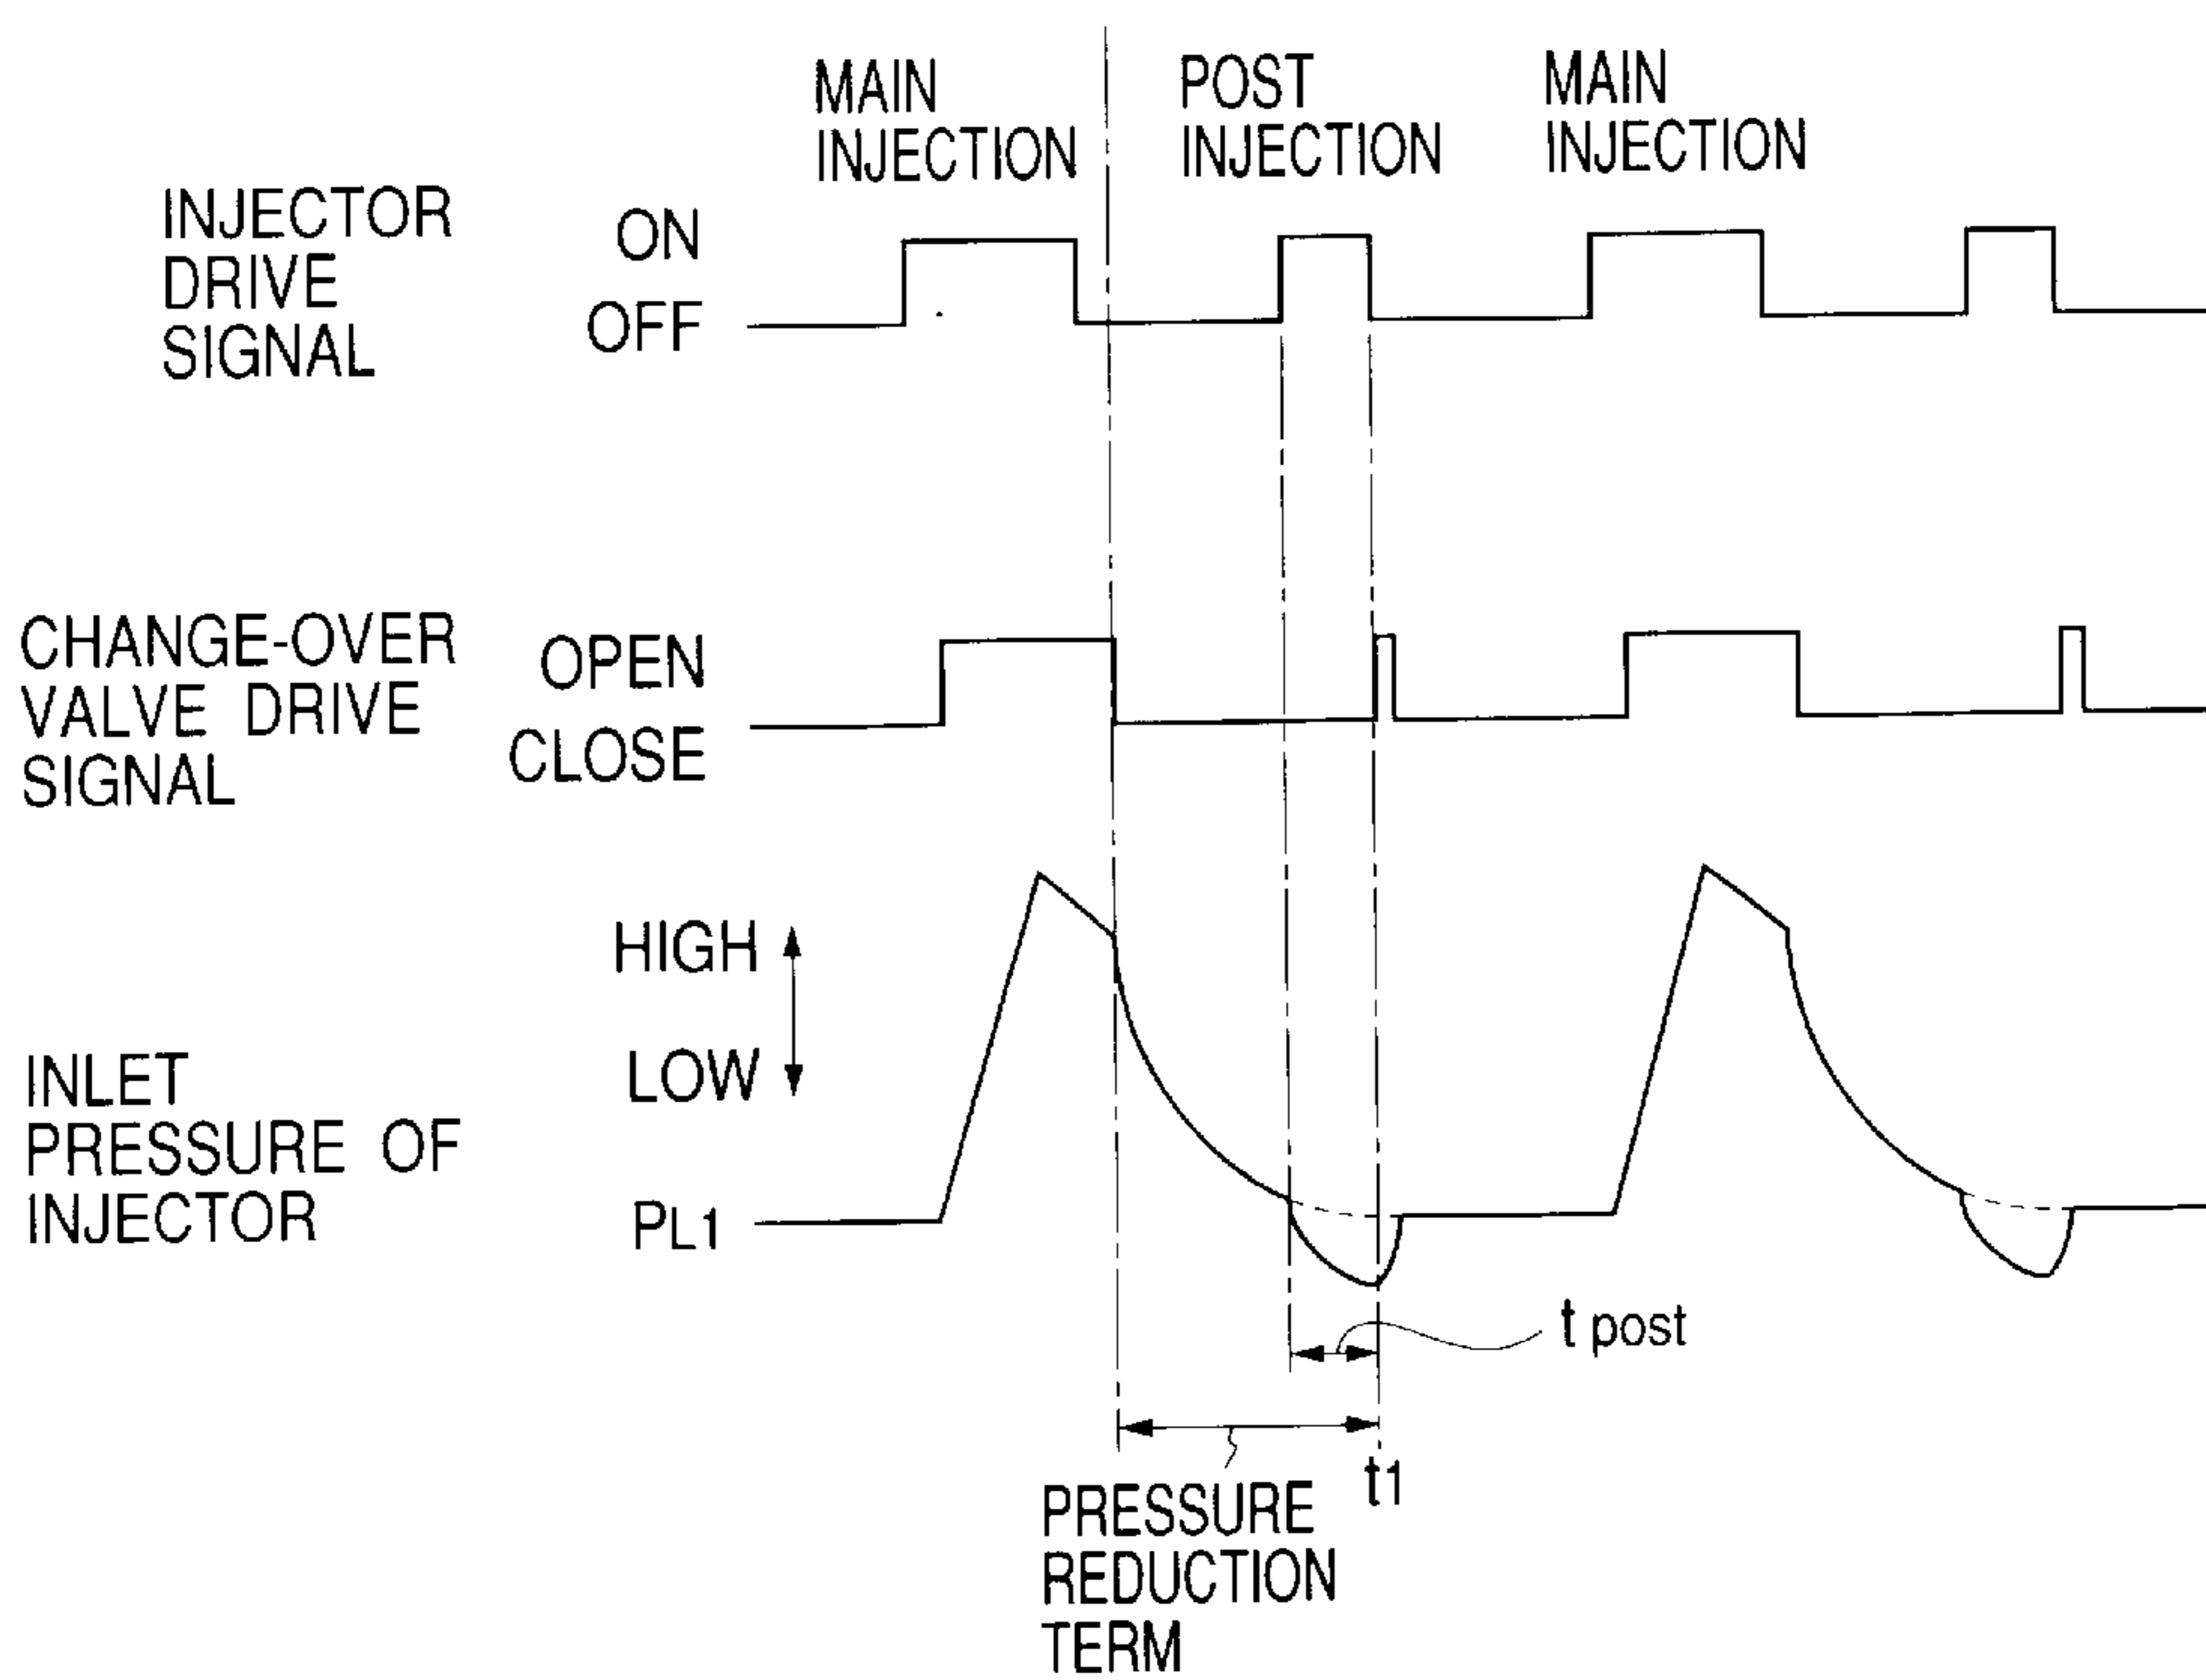 MAIN
INJECTION
POST
INJECTION
MAIN
INJECTION
INJECTOR
DRIVE
SIGNAL
ON
OFF
CHANGE-OVER
VALVE DRIVE
SIGNAL
OPEN
CLOSE
HIGH
LOW
INLET
PRESSURE OF
INJECTOR
PL1
t post
t1
PRESSURE
REDUCTION
TERM